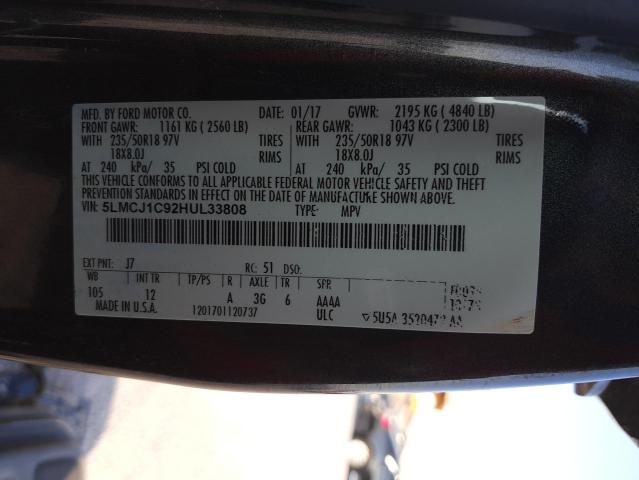 MFD. BY FORD MOTOR CO. DATE: 01/17 GVWR: 2195 KG (4840 LB)
FRONT GAWR: 1161 KG (2560 LB) REAR GAWR: 1043 KG (2300 LB)
WITH 235/50R18 97V TIRES WITH 235/50R18 97V TIRES
18X8.0J RIMS 18X8.0J RIMS
AT 240 kPa/ 35 PSI COLD AT 240 kPa/ 35 PSI COLD
THIS VEHICLE CONFORMS TO ALL APPLICABLE FEDERAL MOTOR VEHICLE SAFETY AND THEFT
PREVENTION STANDARDS IN EFFECT ON THE DATE OF MANUFACTURE SHOWN ABOVE.
VIN: 5LMCJ1C92HUL33808 TYPE: MPV
EXT PNT: J7 RC: 51 DSO:
WB INT TR TP/PS R AXLE TR SPR
105 12 A 3G 6 AAAA
MADE IN U.S.A. 1201701120737 ULC
▽5U5A